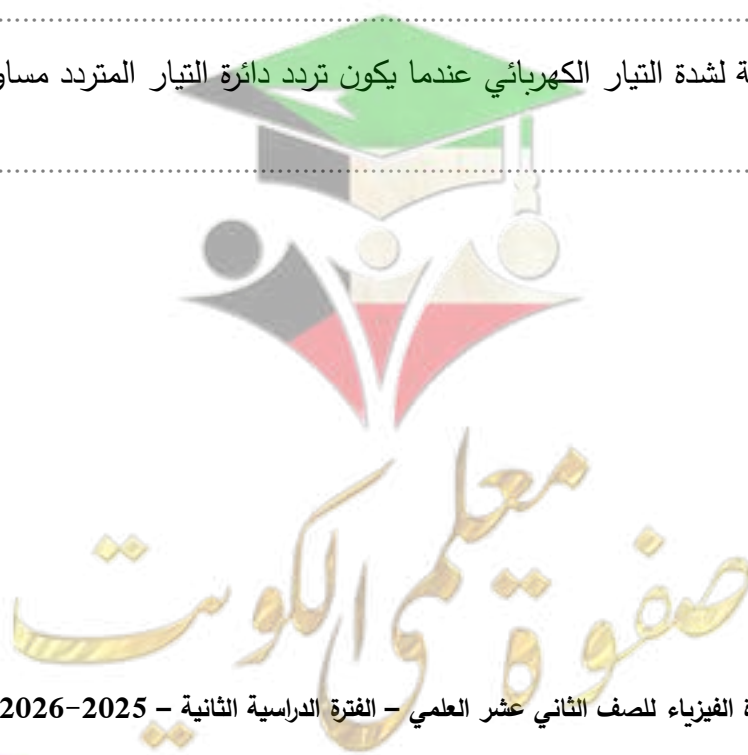 ة لشدة التيار الكهربائي عندما يكون تردد دائرة التيار المتردد مساو
صفوة معلمى الكويت
ة الفيزياء للصف الثاني عشر العلمي – الفترة الدراسية الثانية – 2025-2026